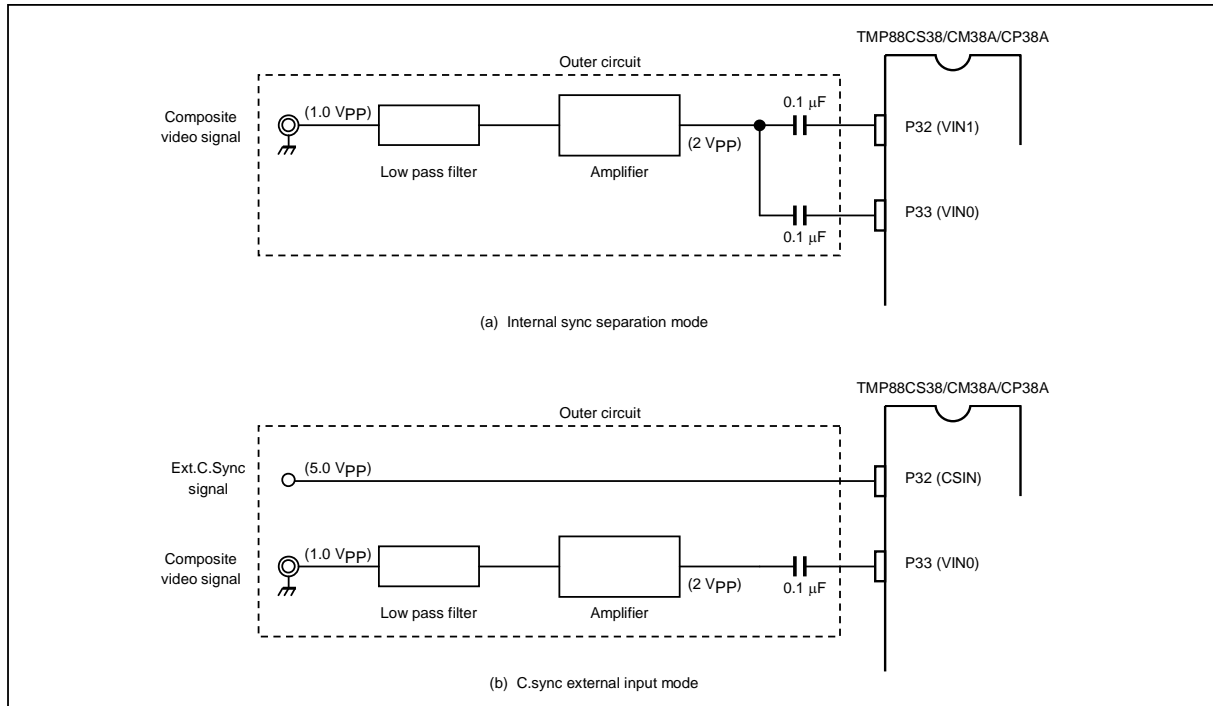 TMP88CS38/CM38A/CP38A
Outer circuit
0.1 μF
Composite
video signal
(1.0 VPP)
P32 (VIN1)
(2 VPP)
Low pass filter
Amplifier
P33 (VIN0)
0.1 μF
(a) Internal sync separation mode
TMP88CS38/CM38A/CP38A
Outer circuit
Ext.C.Sync
signal
(5.0 VPP)
P32 (CSIN)
Composite
video signal
(1.0 VPP)
P33 (VIN0)
(2 VPP)
0.1 μF
Low pass filter
Amplifier
(b) C.sync external input mode